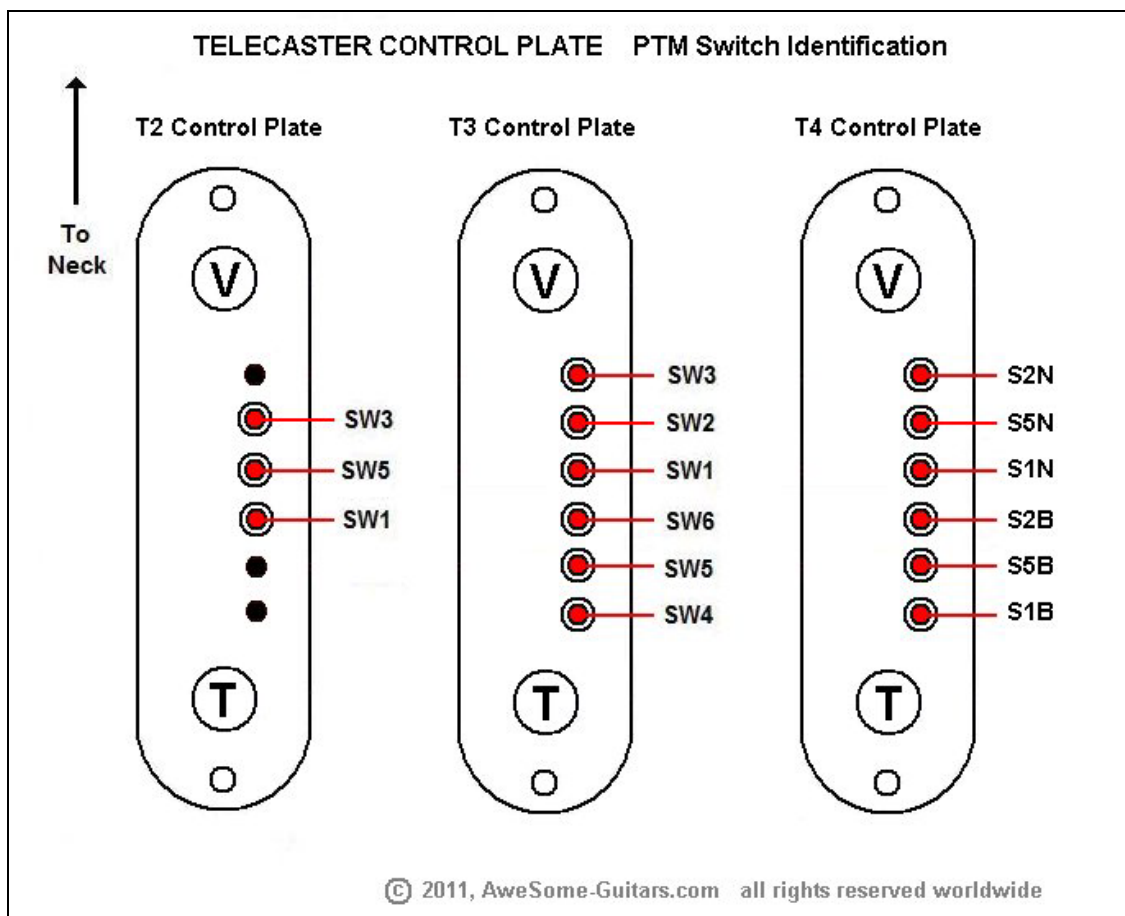 TELECASTER CONTROL PLATE PTM Switch Identification
To
Neck
T2 Control Plate
V
SW3
SW5
SW1
T
T3 Control Plate
V
SW3
SW2
SW1
SW6
SW5
SW4
T
T4 Control Plate
V
S2N
S5N
S1N
S2B
S5B
S1B
T
© 2011, AweSome-Guitars.com all rights reserved worldwide